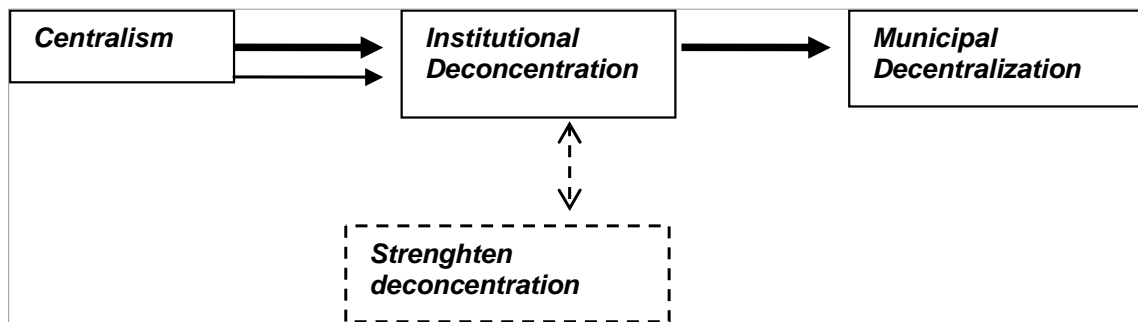 Centralism
Institutional
Deconcentration
Municipal
Decentralization
Strenghten
deconcentration